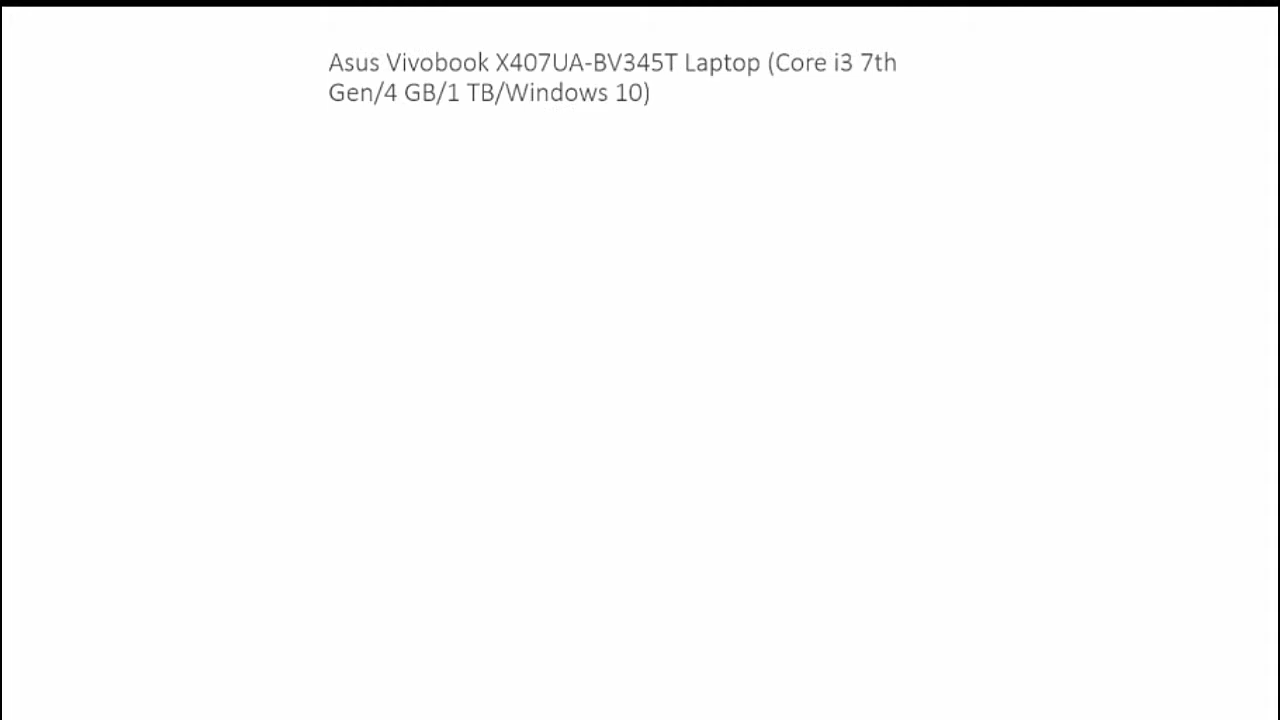 Asus Vivobook X407UA-BV345T Laptop (Core i3 7th
Gen/4 GB/1 TB/Windows 10)